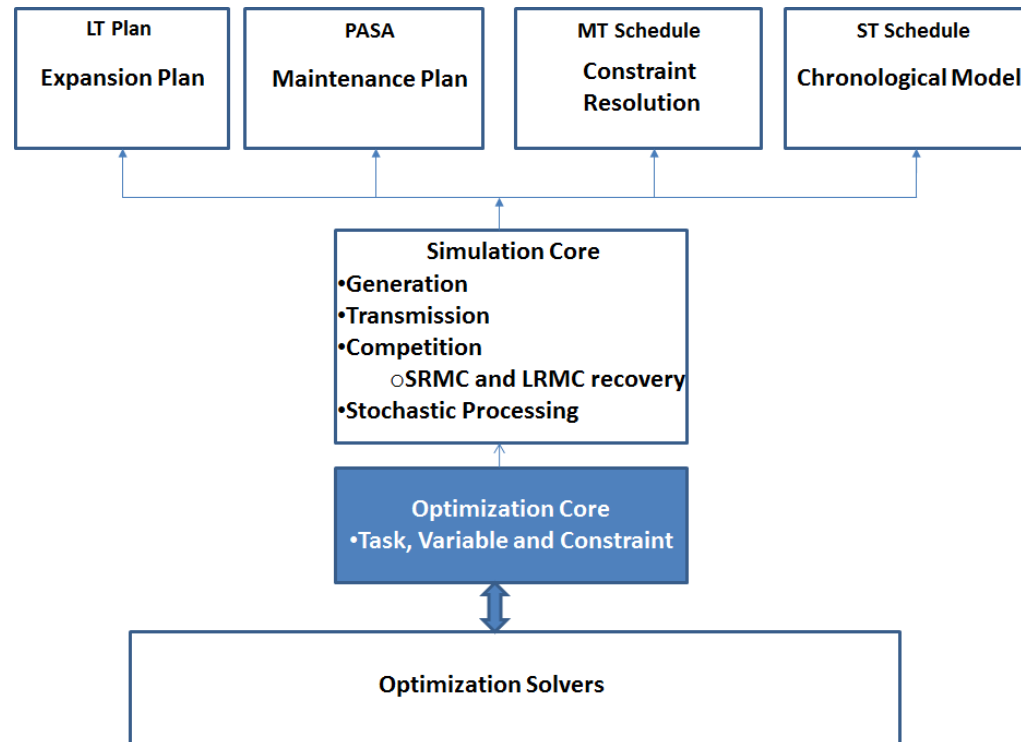 LT Plan
Expansion Plan
PASA
Maintenance Plan
MT Schedule
Constraint
Resolution
ST Schedule
Chronological Model
Simulation Core
•Generation
•Transmission
•Competition
oSRMC and LRMC recovery
•Stochastic Processing
Optimization Core
•Task, Variable and Constraint
Optimization Solvers